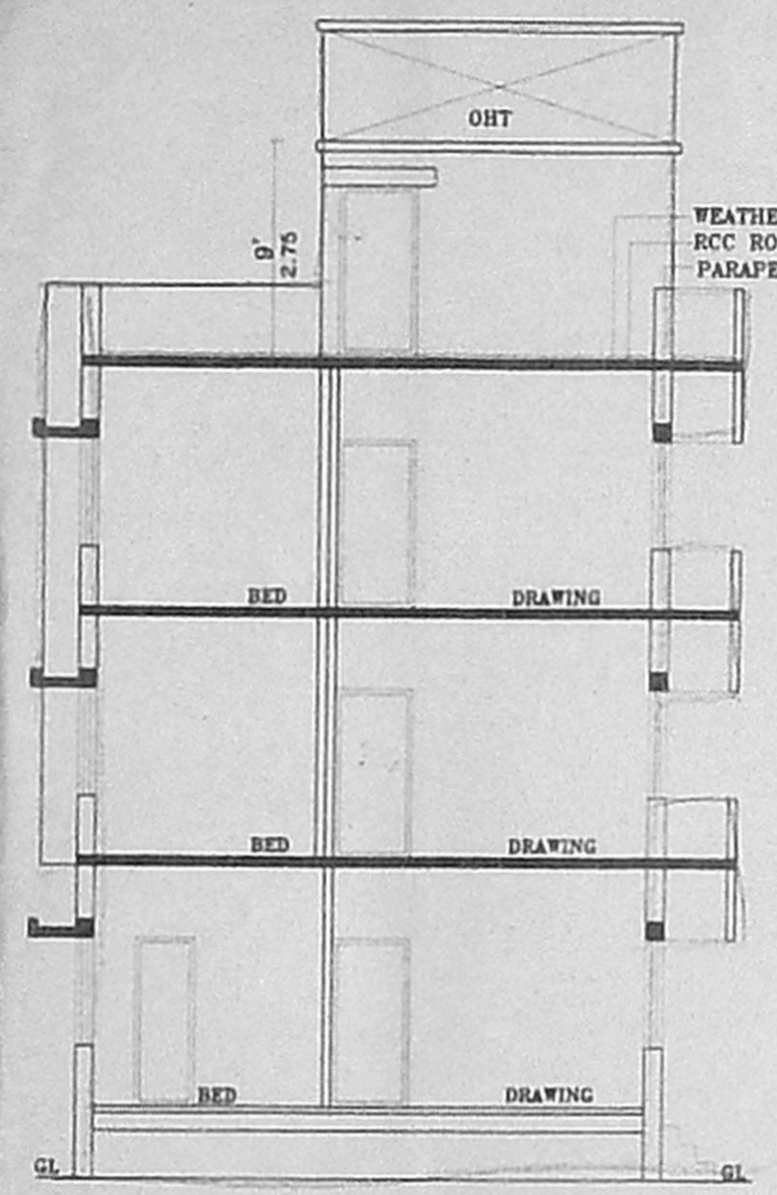 OHT
9'
2.75
WEATHE
RCC RO
PARAPE
BED DRAWING
BED DRAWING
BED DRAWING
GL GL